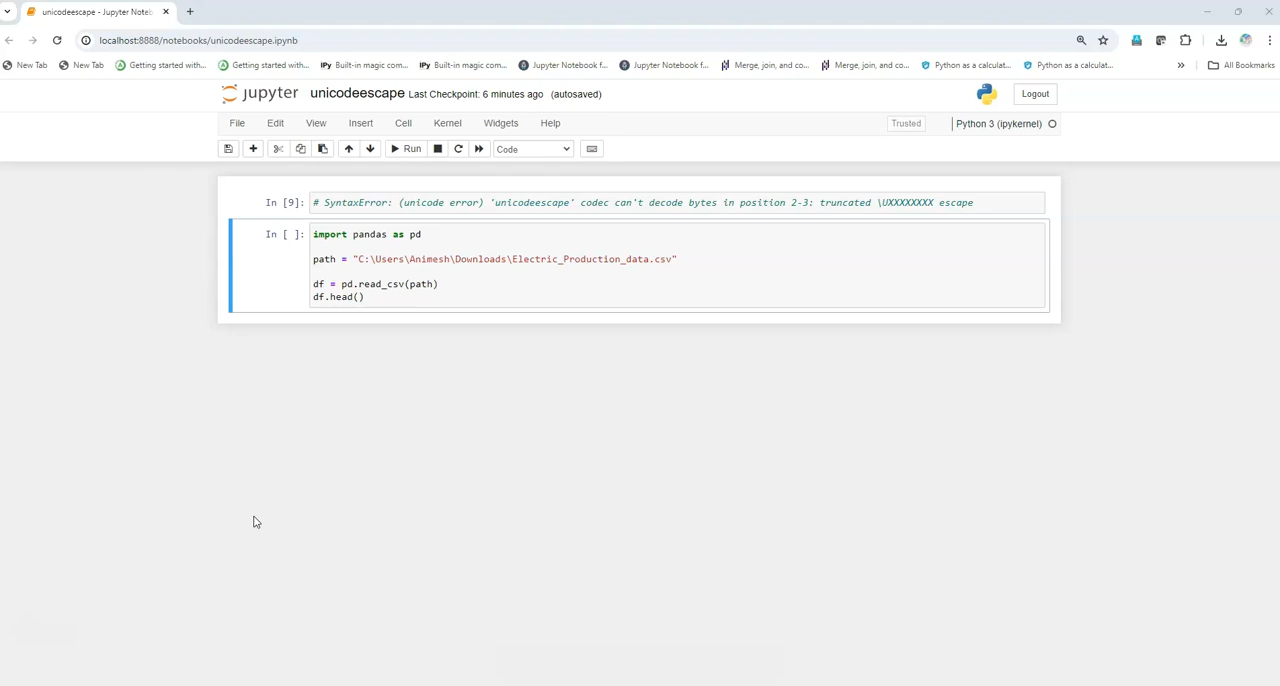 unicodeescape - Jupyter Noteb
localhost:8888/notebooks/unicodeescape.ipynb
New Tab New Tab Getting started with... Getting started with... IPy Built-in magic com... IPy Built-in magic com... Jupyter Notebook f... Jupyter Notebook f... Merge, join, and co... Merge, join, and co... Python as a calculat... Python as a calculat... » All Bookmarks
jupyter unicodeescape Last Checkpoint: 6 minutes ago (autosaved) Logout
File Edit View Insert Cell Kernel Widgets Help Trusted Python 3 (ipykernel)
Run Code
In [9]: # SyntaxError: (unicode error) 'unicodeescape' codec can't decode bytes in position 2-3: truncated \UXXXXXXXX escape
In [ ]: import pandas as pd
path = "C:\Users\Animesh\Downloads\Electric_Production_data.csv"
df = pd.read_csv(path)
df.head()